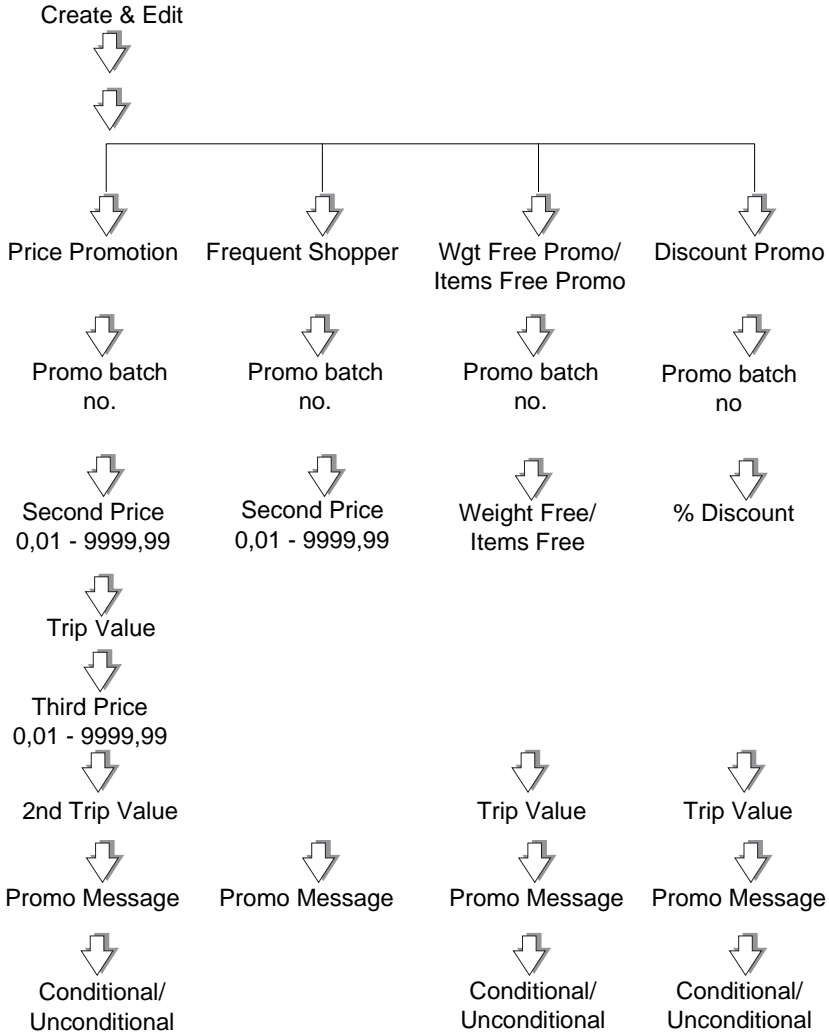 Create & Edit
Price Promotion
Frequent Shopper
Wgt Free Promo/
Items Free Promo
Discount Promo
Promo batch
no.
Promo batch
no.
Promo batch
no.
Promo batch
no
Second Price
0,01 - 9999,99
Second Price
0,01 - 9999,99
Weight Free/
Items Free
% Discount
Trip Value
Third Price
0,01 - 9999,99
2nd Trip Value
Trip Value
Trip Value
Promo Message
Promo Message
Promo Message
Promo Message
Conditional/
Unconditional
Conditional/
Unconditional
Conditional/
Unconditional